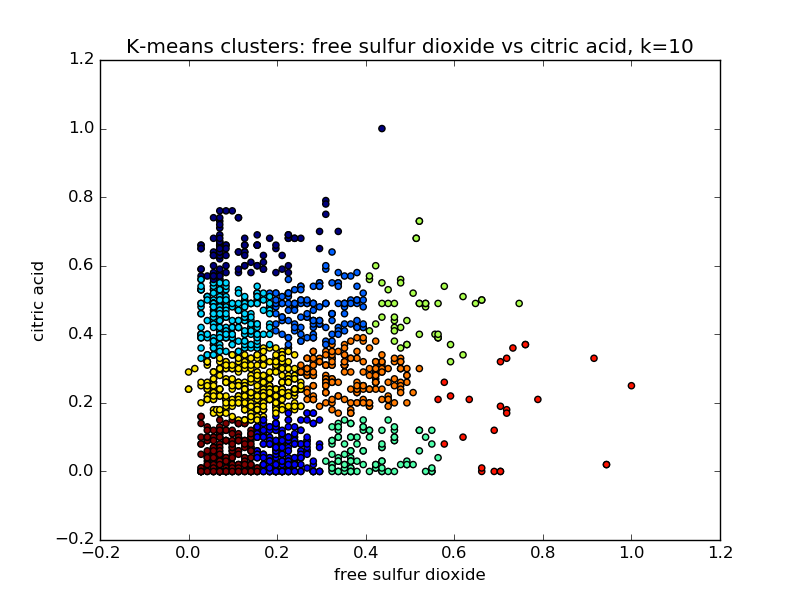 K-means clusters: free sulfur dioxide vs citric acid, k=10
1.2
1.0
0.8
0.6
0.4
0.2
0.0
−0.2
citric acid
−0.2 0.0 0.2 0.4 0.6 0.8 1.0 1.2
free sulfur dioxide